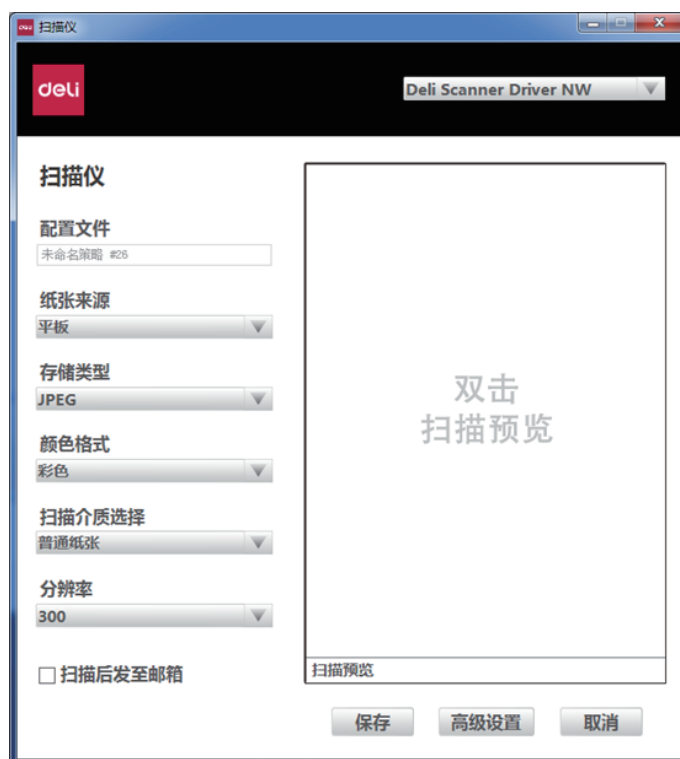 deli 扫描仪
deli
Deli Scanner Driver NW
扫描仪
配置文件
未命名策略 #26
纸张来源
平板
存储类型
JPEG
颜色格式
彩色
扫描介质选择
普通纸张
分辨率
300
扫描后发至邮箱
双击
扫描预览
扫描预览
保存 高级设置 取消